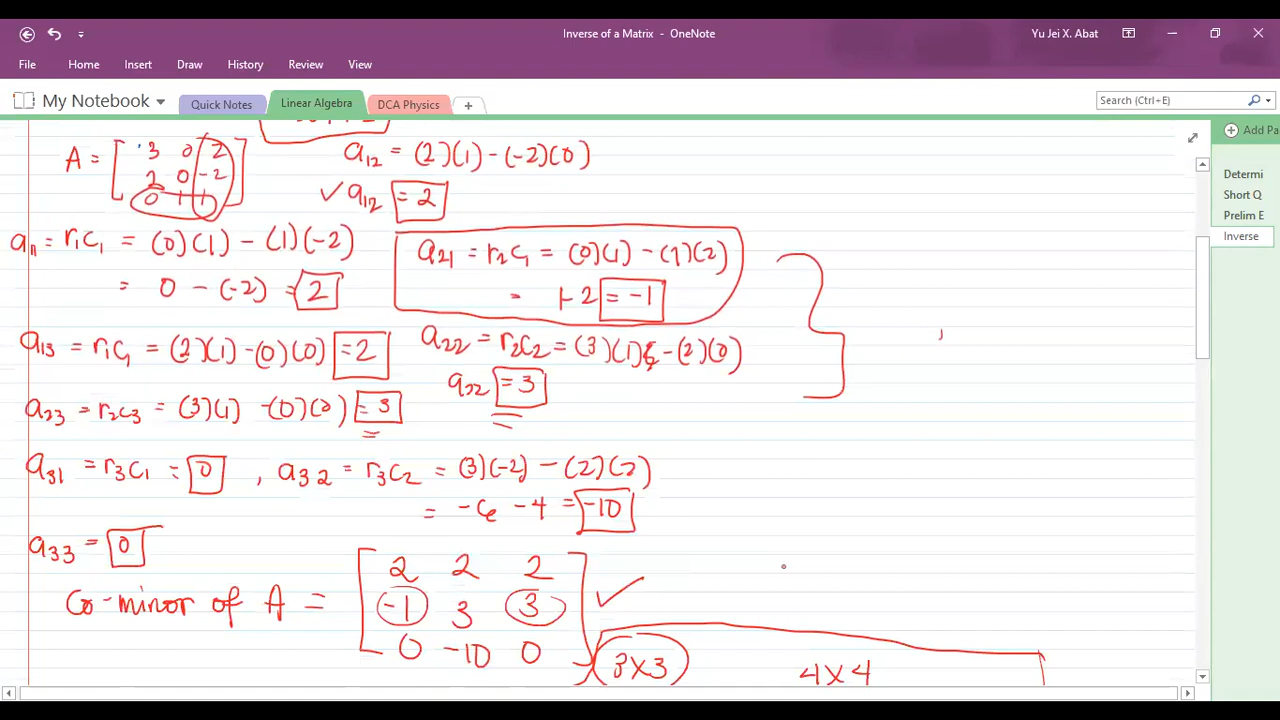 Inverse of a Matrix - OneNote
Yu Jei X. Abat
File Home Insert Draw History Review View
My Notebook Quick Notes Linear Algebra DCA Physics +
Search (Ctrl+E)
Add Pa
Determi
Short Q
Prelim E
Inverse
A = [ 3 0 2
2 0 -2
0 1 1 ]
a12 = (2)(1) - (-2)(0)
✓ a12 = 2
a11 = r1c1 = (0)(1) - (1)(-2)
= 0 - (-2) = 2
a21 = r2c1 = (0)(1) - (1)(2)
= 1-2 = -1
a13 = r1c1 = (2)(1) - (0)(0) = 2
a22 = r2c2 = (3)(1) - (2)(0)
a22 = 3
a23 = r2c3 = (3)(1) - (0)(0) = 3
a31 = r3c1 = 0 , a32 = r3c2 = (3)(-2) - (2)(2)
= -6 - 4 = -10
a33 = 0
Co-minor of A = [ 2 2 2
-1 3 3
0 -10 0 ] ✓
3x3 4x4